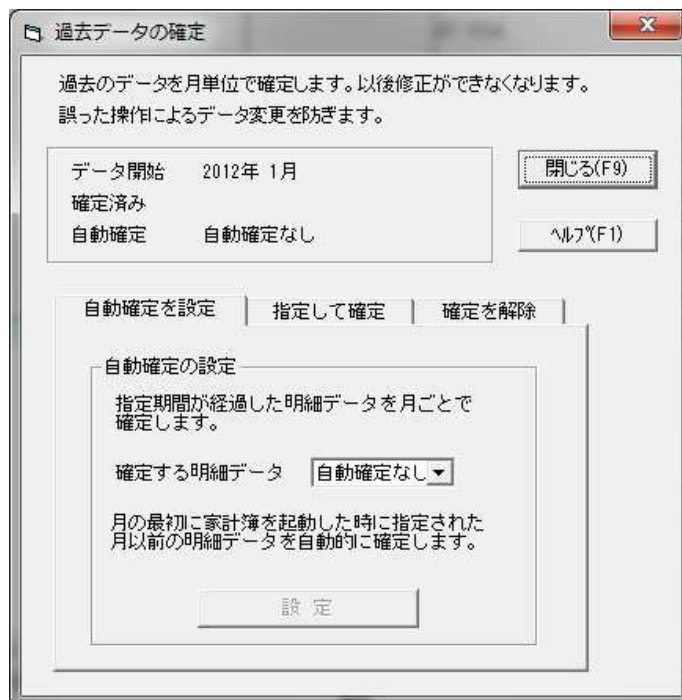 過去データの確定
過去のデータを月単位で確定します。以後修正ができなくなります。
誤った操作によるデータ変更を防ぎます。
データ開始 2012年 1月
確定済み
自動確定 自動確定なし
閉じる(F9)
ヘルプ(F1)
自動確定を設定 指定して確定 確定を解除
自動確定の設定
指定期間が経過した明細データを月ごとで
確定します。
確定する明細データ 自動確定なし
月の最初に家計簿を起動した時に指定された
月以前の明細データを自動的に確定します。
設 定